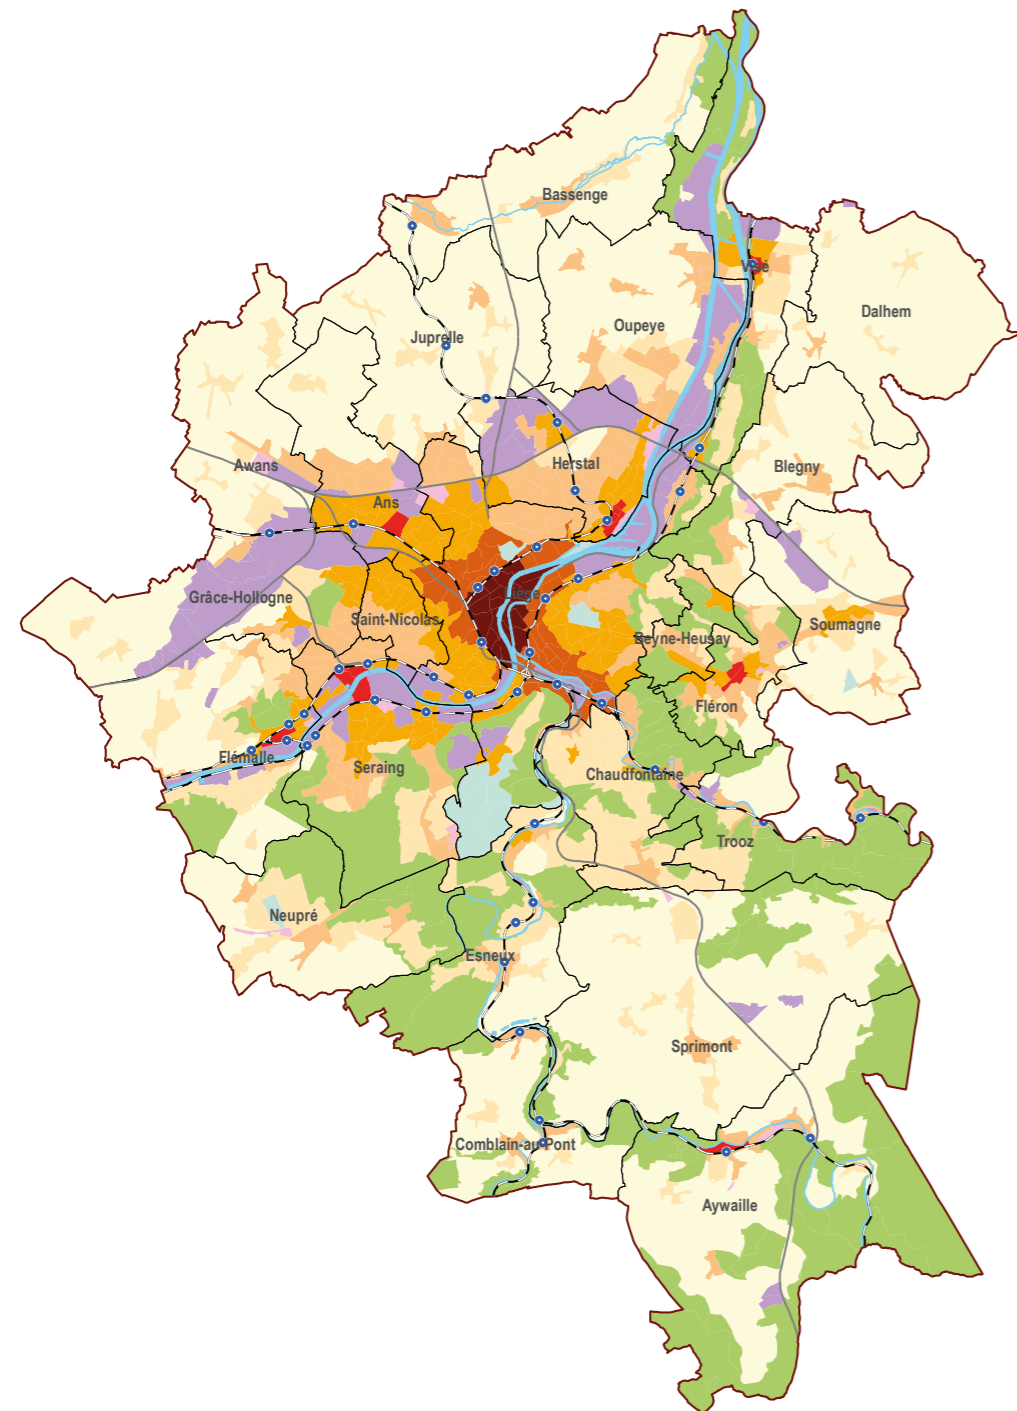 Bassenge
Visé
Dalhem
Oupeye
Juprelle
Awans
Herstal
Blegny
Ans
Grâce-Hollogne
Liège
Saint-Nicolas
Soumagne
Beyne-Heusay
Fléron
Flémalle
Seraing
Chaudfontaine
Trooz
Neupré
Esneux
Sprimont
Comblain-au-Pont
Aywaille